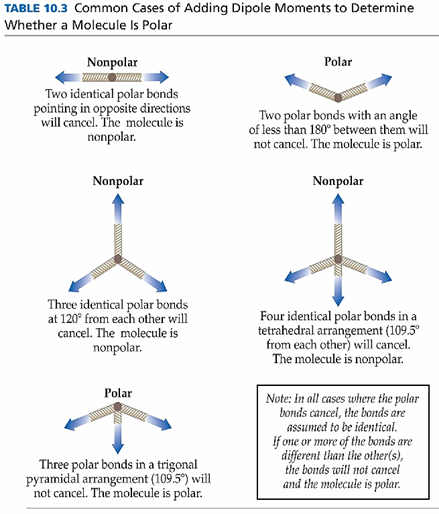 TABLE 10.3 Common Cases of Adding Dipole Moments to Determine
Whether a Molecule Is Polar
Nonpolar
Two identical polar bonds
pointing in opposite directions
will cancel. The molecule is
nonpolar.
Polar
Two polar bonds with an angle
of less than 180° between them will
not cancel. The molecule is polar.
Nonpolar
Three identical polar bonds
at 120° from each other will
cancel. The molecule is
nonpolar.
Nonpolar
Four identical polar bonds in a
tetrahedral arrangement (109.5°
from each other) will cancel.
The molecule is nonpolar.
Polar
Three polar bonds in a trigonal
pyramidal arrangement (109.5°) will
not cancel. The molecule is polar.
Note: In all cases where the polar
bonds cancel, the bonds are
assumed to be identical.
If one or more of the bonds are
different than the other(s),
the bonds will not cancel
and the molecule is polar.